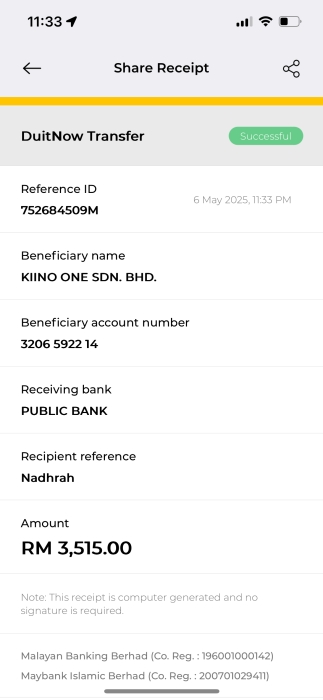 11:33
Share Receipt
DuitNow Transfer
Successful
Reference ID
6 May 2025, 11:33 PM
752684509M
Beneficiary name
KIINO ONE SDN. BHD.
Beneficiary account number
3206 5922 14
Receiving bank
PUBLIC BANK
Recipient reference
Nadhrah
Amount
RM 3,515.00
Note: This receipt is computer generated and no
signature is required.
Malayan Banking Berhad (Co. Reg. : 196001000142)
Maybank Islamic Berhad (Co. Reg. : 200701029411)